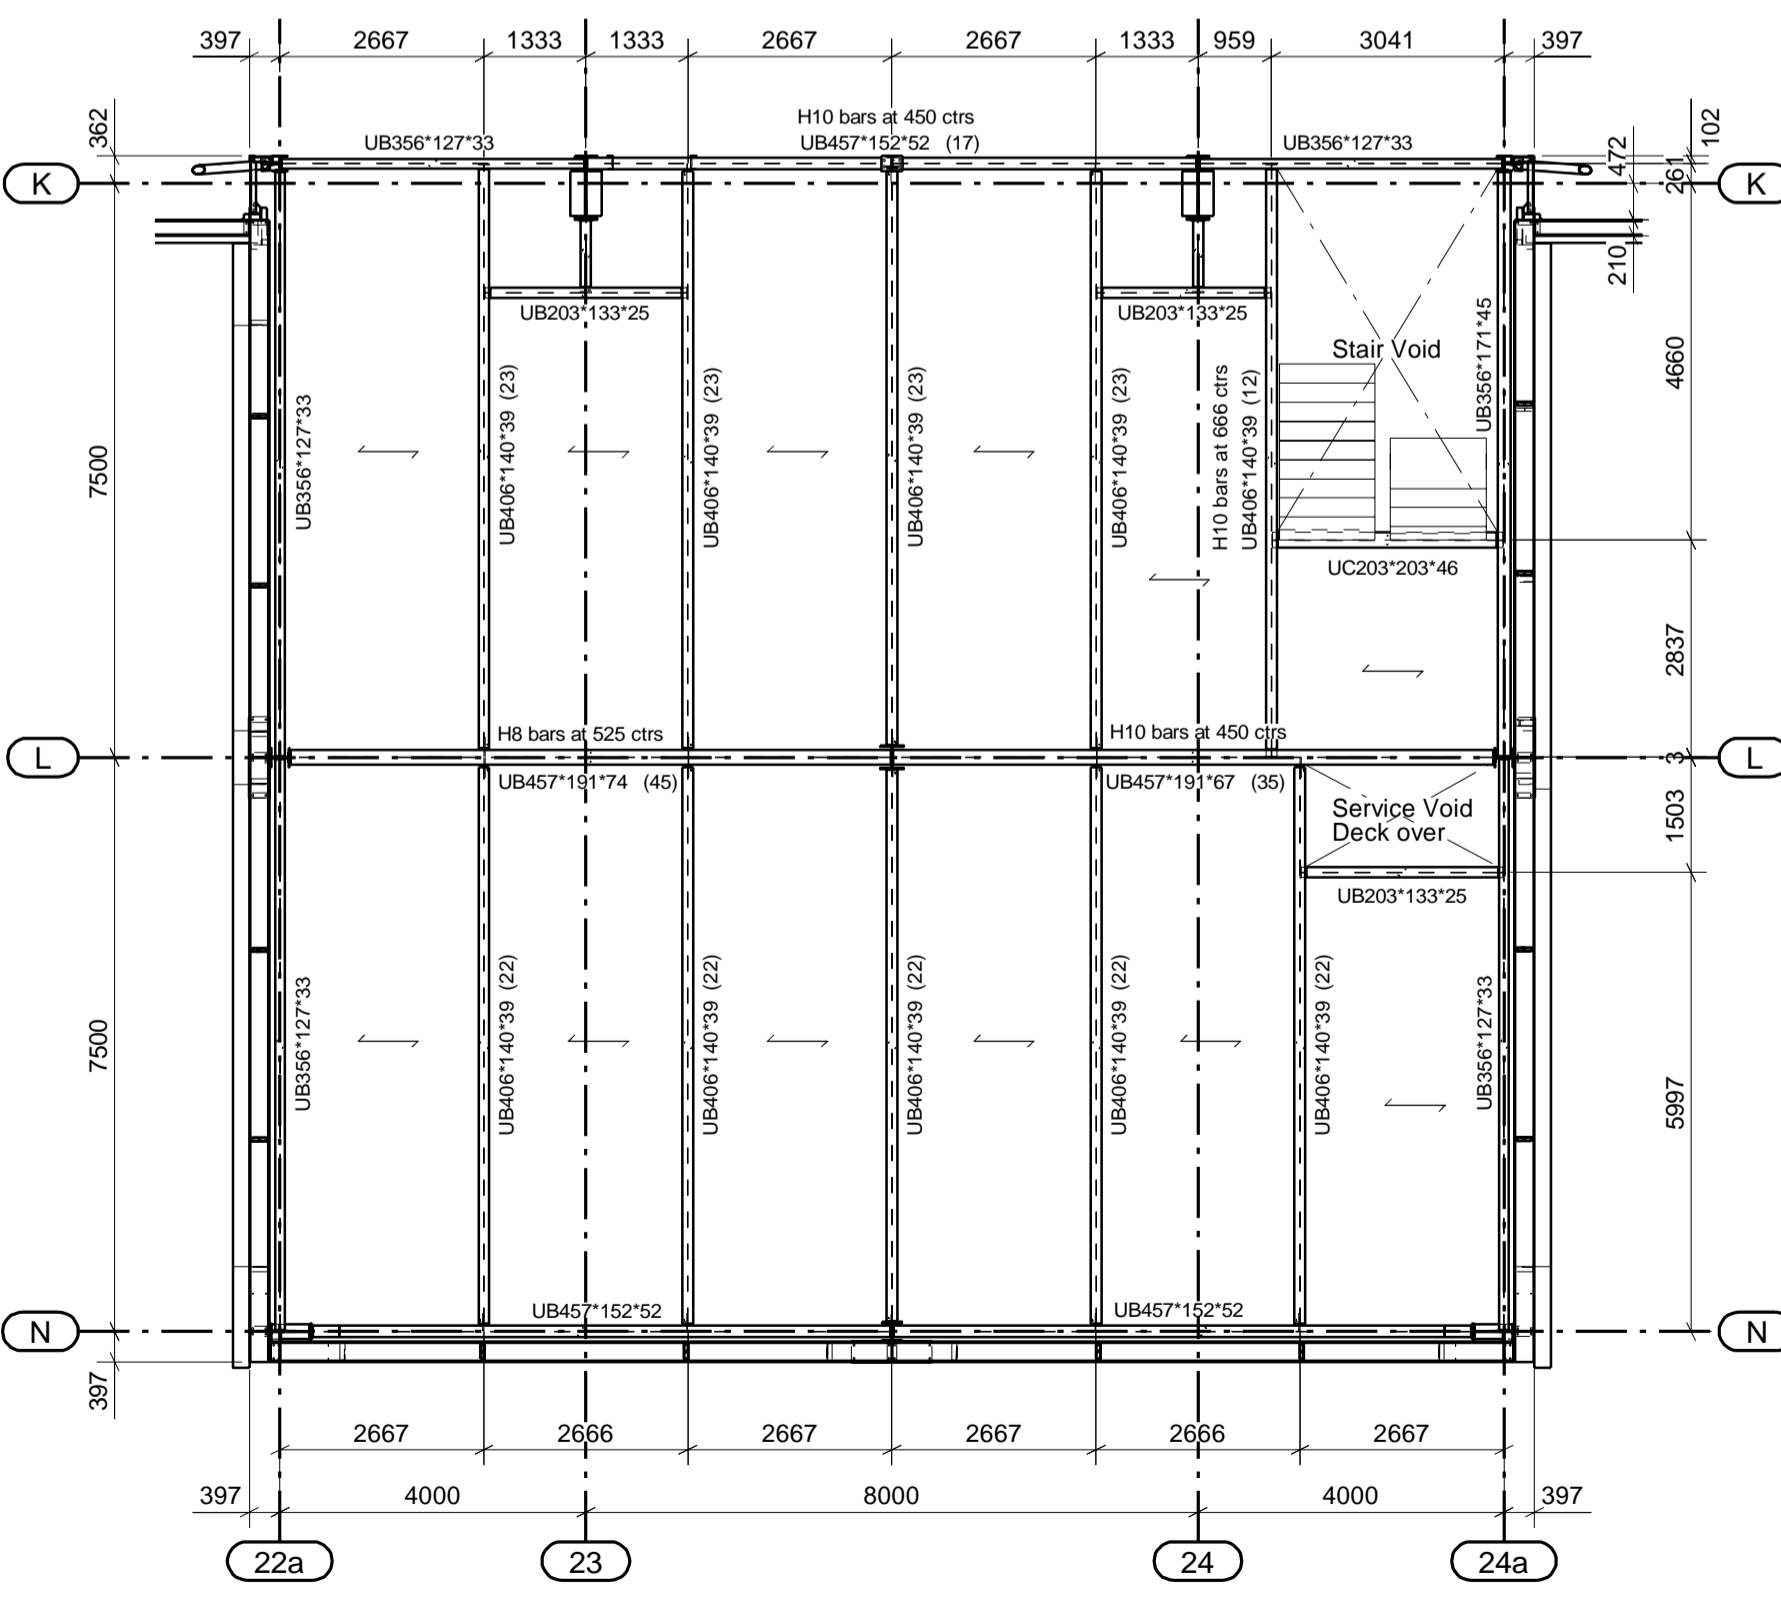 397 2667 1333 1333 2667 2667 1333 959 3041 397
362
102
472
261
H10 bars at 450 ctrs
UB356*127*33
UB457*152*52 (17)
UB356*127*33
K
K
210
UB203*133*25
UB203*133*25
Stair Void
UB356*171*45
4660
7500
UB356*127*33
UB406*140*39 (23)
UB406*140*39 (23)
UB406*140*39 (23)
UB406*140*39 (23)
H10 bars at 666 ctrs
UB406*140*39 (12)
UC203*203*46
2837
H8 bars at 525 ctrs
H10 bars at 450 ctrs
L
L
3
UB457*191*74 (45)
UB457*191*67 (35)
Service Void
Deck over
1503
UB203*133*25
7500
UB356*127*33
UB406*140*39 (22)
UB406*140*39 (22)
UB406*140*39 (22)
UB406*140*39 (22)
UB406*140*39 (22)
UB356*127*33
5997
UB457*152*52
UB457*152*52
N
N
397
2667 2666 2667 2667 2666 2667
397 4000 8000 4000 397
22a 23 24 24a